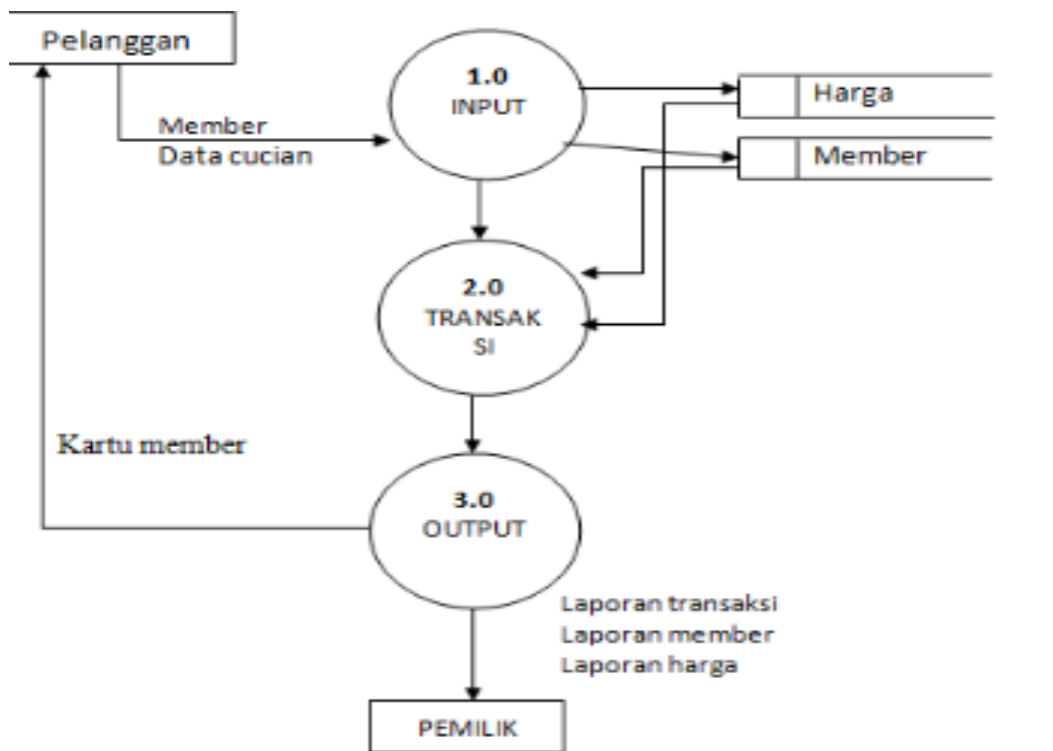 Pelanggan
1.0
INPUT
Harga
Member
Member
Data cucian
2.0
TRANSAK
SI
Kartu member
3.0
OUTPUT
Laporan transaksi
Laporan member
Laporan harga
PEMILIK